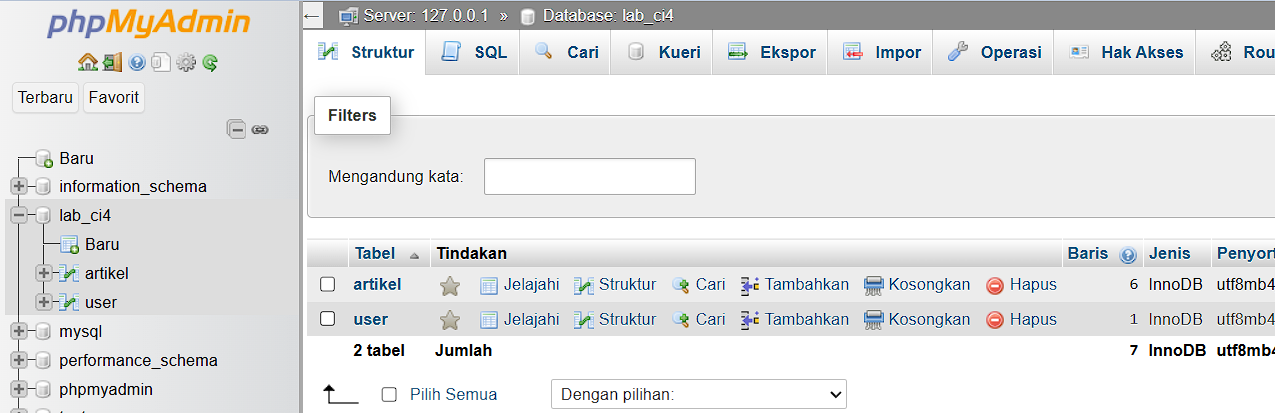 phpMyAdmin
Terbaru Favorit
Baru
information_schema
lab_ci4
Baru
artikel
user
mysql
performance_schema
phpmyadmin
Server: 127.0.0.1 » Database: lab_ci4
Struktur SQL Cari Kueri Ekspor Impor Operasi Hak Akses Rou
Filters
Mengandung kata:
Tabel Tindakan Baris Jenis Penyort
artikel Jelajahi Struktur Cari Tambahkan Kosongkan Hapus 6 InnoDB utf8mb4
user Jelajahi Struktur Cari Tambahkan Kosongkan Hapus 1 InnoDB utf8mb4
2 tabel Jumlah 7 InnoDB utf8mb4
Pilih Semua Dengan pilihan: